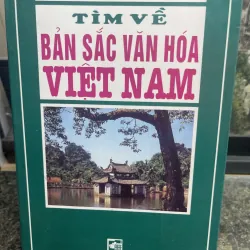 TÌM VỀ
BẢN SẮC VĂN HÓA
VIỆT NAM